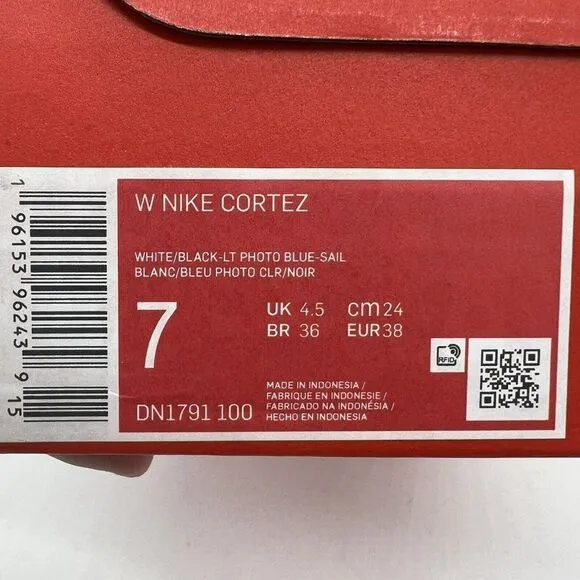 W NIKE CORTEZ
WHITE/BLACK-LT PHOTO BLUE-SAIL
BLANC/BLEU PHOTO CLR/NOIR
7
UK 4.5 cm 24
BR 36 EUR 38
RFID
MADE IN INDONESIA /
FABRIQUE EN INDONESIE /
FABRICADO NA INDONÉSIA /
HECHO EN INDONESIA
DN1791 100
1 96153 96243 9 15